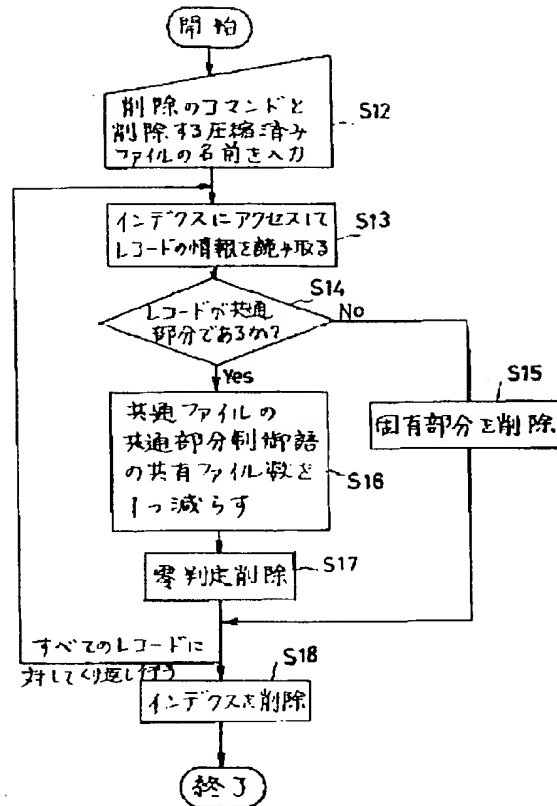 開始
削除のコマンドと
削除する圧縮済み
ファイルの名前を入力
S12
インデクスにアクセスして
レコードの情報を読み取る
S13
レコードが共通
部分であるか?
S14
No
Yes
S15
固有部分を削除
共通ファイルの
共通部分制御語
の共有ファイル数を
1つ減らす
S16
零判定削除
S17
すべてのレコードに
対してくり返し行う
S18
インデクスを削除
終了